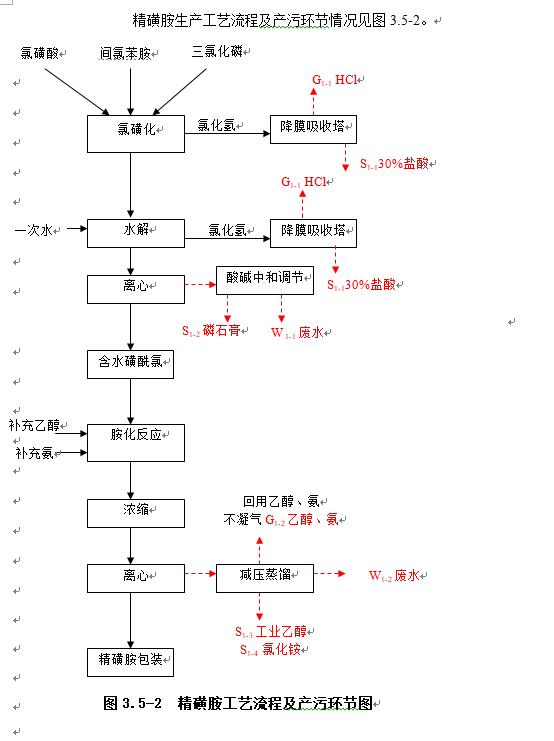 精磺胺生产工艺流程及产污环节情况见图 3.5-2。
氯磺酸 间氯苯胺 三氯化磷
G1-1 HCl
氯磺化 氯化氢 降膜吸收塔
S1-1 30%盐酸
G1-1 HCl
一次水 水解 氯化氢 降膜吸收塔
离心 酸碱中和调节 S1-1 30%盐酸
S1-2 磷石膏 W1-1 废水
含水磺酰氯
补充乙醇 胺化反应
补充氨
浓缩 回用乙醇、氨
不凝气 G1-2 乙醇、氨
离心 减压蒸馏 W1-2 废水
S1-3 工业乙醇
S1-4 氯化铵
精磺胺包装
图 3.5-2 精磺胺工艺流程及产污环节图